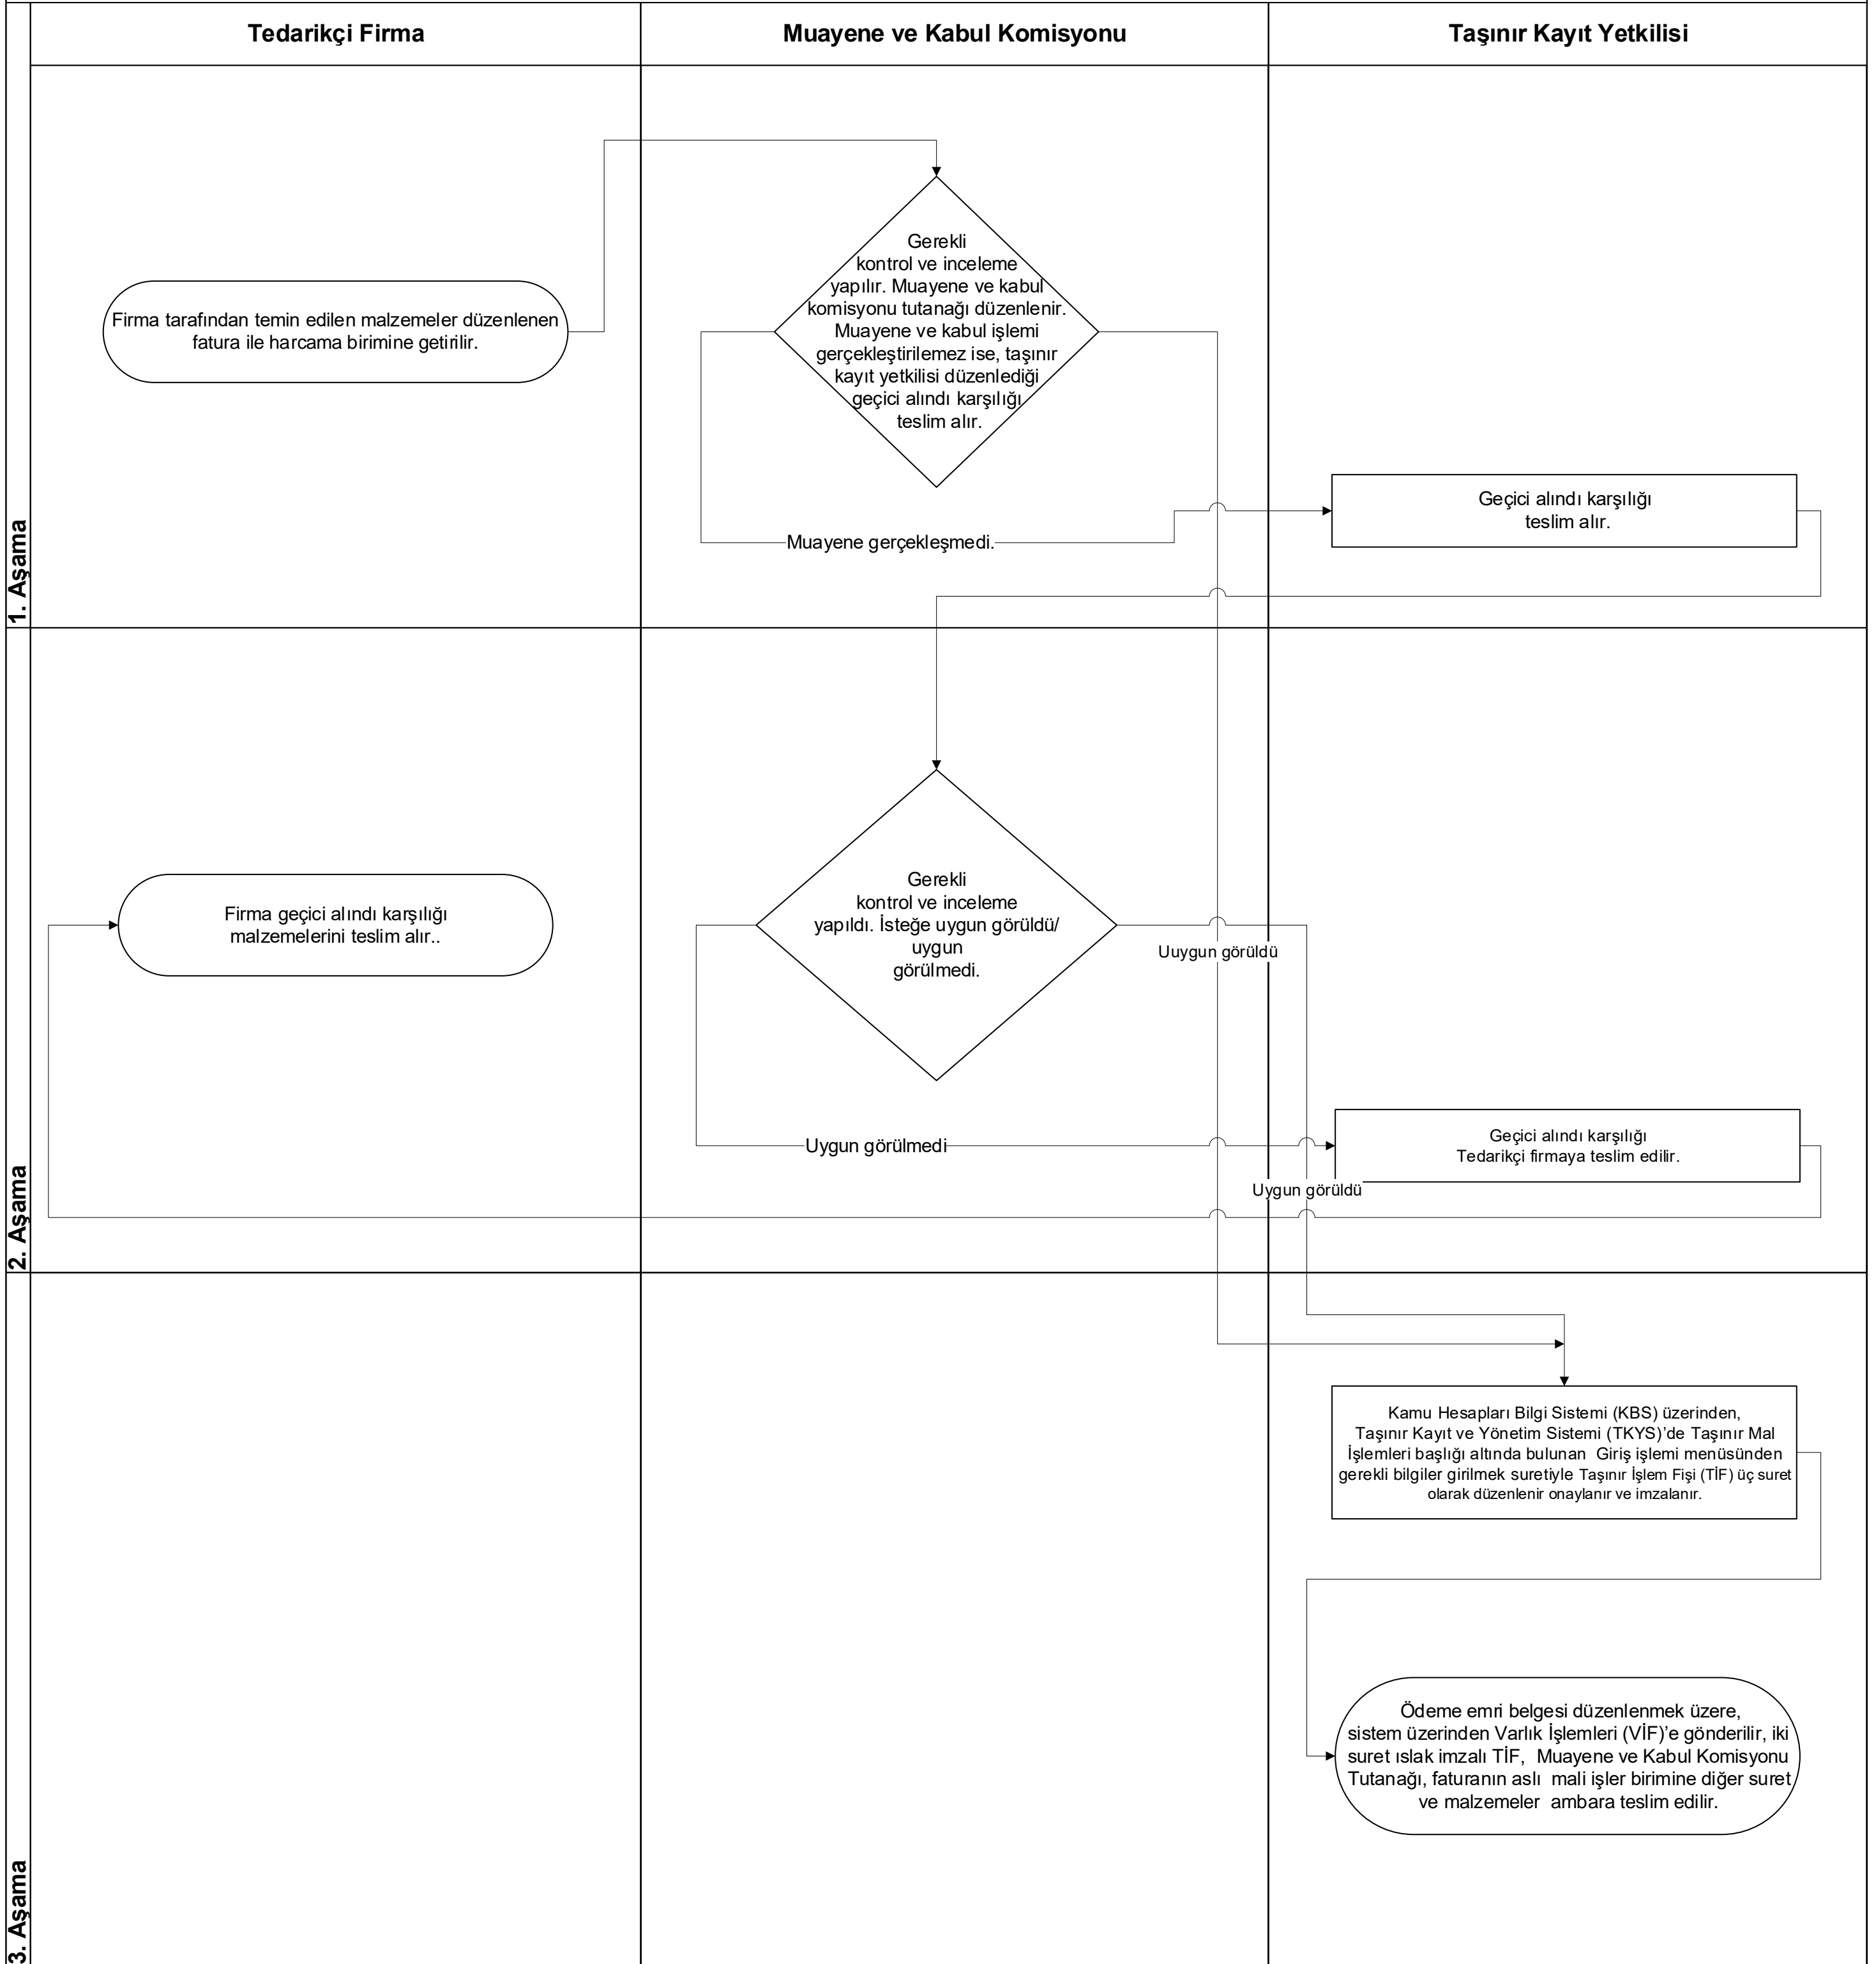 Tedarikçi Firma
Muayene ve Kabul Komisyonu
Taşınır Kayıt Yetkilisi
1. Aşama
Firma tarafından temin edilen malzemeler düzenlenen
fatura ile harcama birimine getirilir.
Gerekli
kontrol ve inceleme
yapılır. Muayene ve kabul
komisyonu tutanağı düzenlenir.
Muayene ve kabul işlemi
gerçekleştirilemez ise, taşınır
kayıt yetkilisi düzenlediği
geçici alındı karşılığı
teslim alır.
Muayene gerçekleşmedi.
Geçici alındı karşılığı
teslim alır.
2. Aşama
Firma geçici alındı karşılığı
malzemelerini teslim alır..
Gerekli
kontrol ve inceleme
yapıldı. İsteğe uygun görüldü/
uygun
görülmedi.
Uuygun görüldü
Uygun görülmedi
Geçici alındı karşılığı
Tedarikçi firmaya teslim edilir.
Uygun görüldü
3. Aşama
Kamu Hesapları Bilgi Sistemi (KBS) üzerinden,
Taşınır Kayıt ve Yönetim Sistemi (TKYS)’de Taşınır Mal
İşlemleri başlığı altında bulunan  Giriş işlemi menüsünden
gerekli bilgiler girilmek suretiyle Taşınır İşlem Fişi (TİF) üç suret
olarak düzenlenir onaylanır ve imzalanır.
Ödeme emri belgesi düzenlenmek üzere,
sistem üzerinden Varlık İşlemleri (VİF)’e gönderilir, iki
suret ıslak imzalı TİF,  Muayene ve Kabul Komisyonu
Tutanağı, faturanın aslı  mali işler birimine diğer suret
ve malzemeler  ambara teslim edilir.